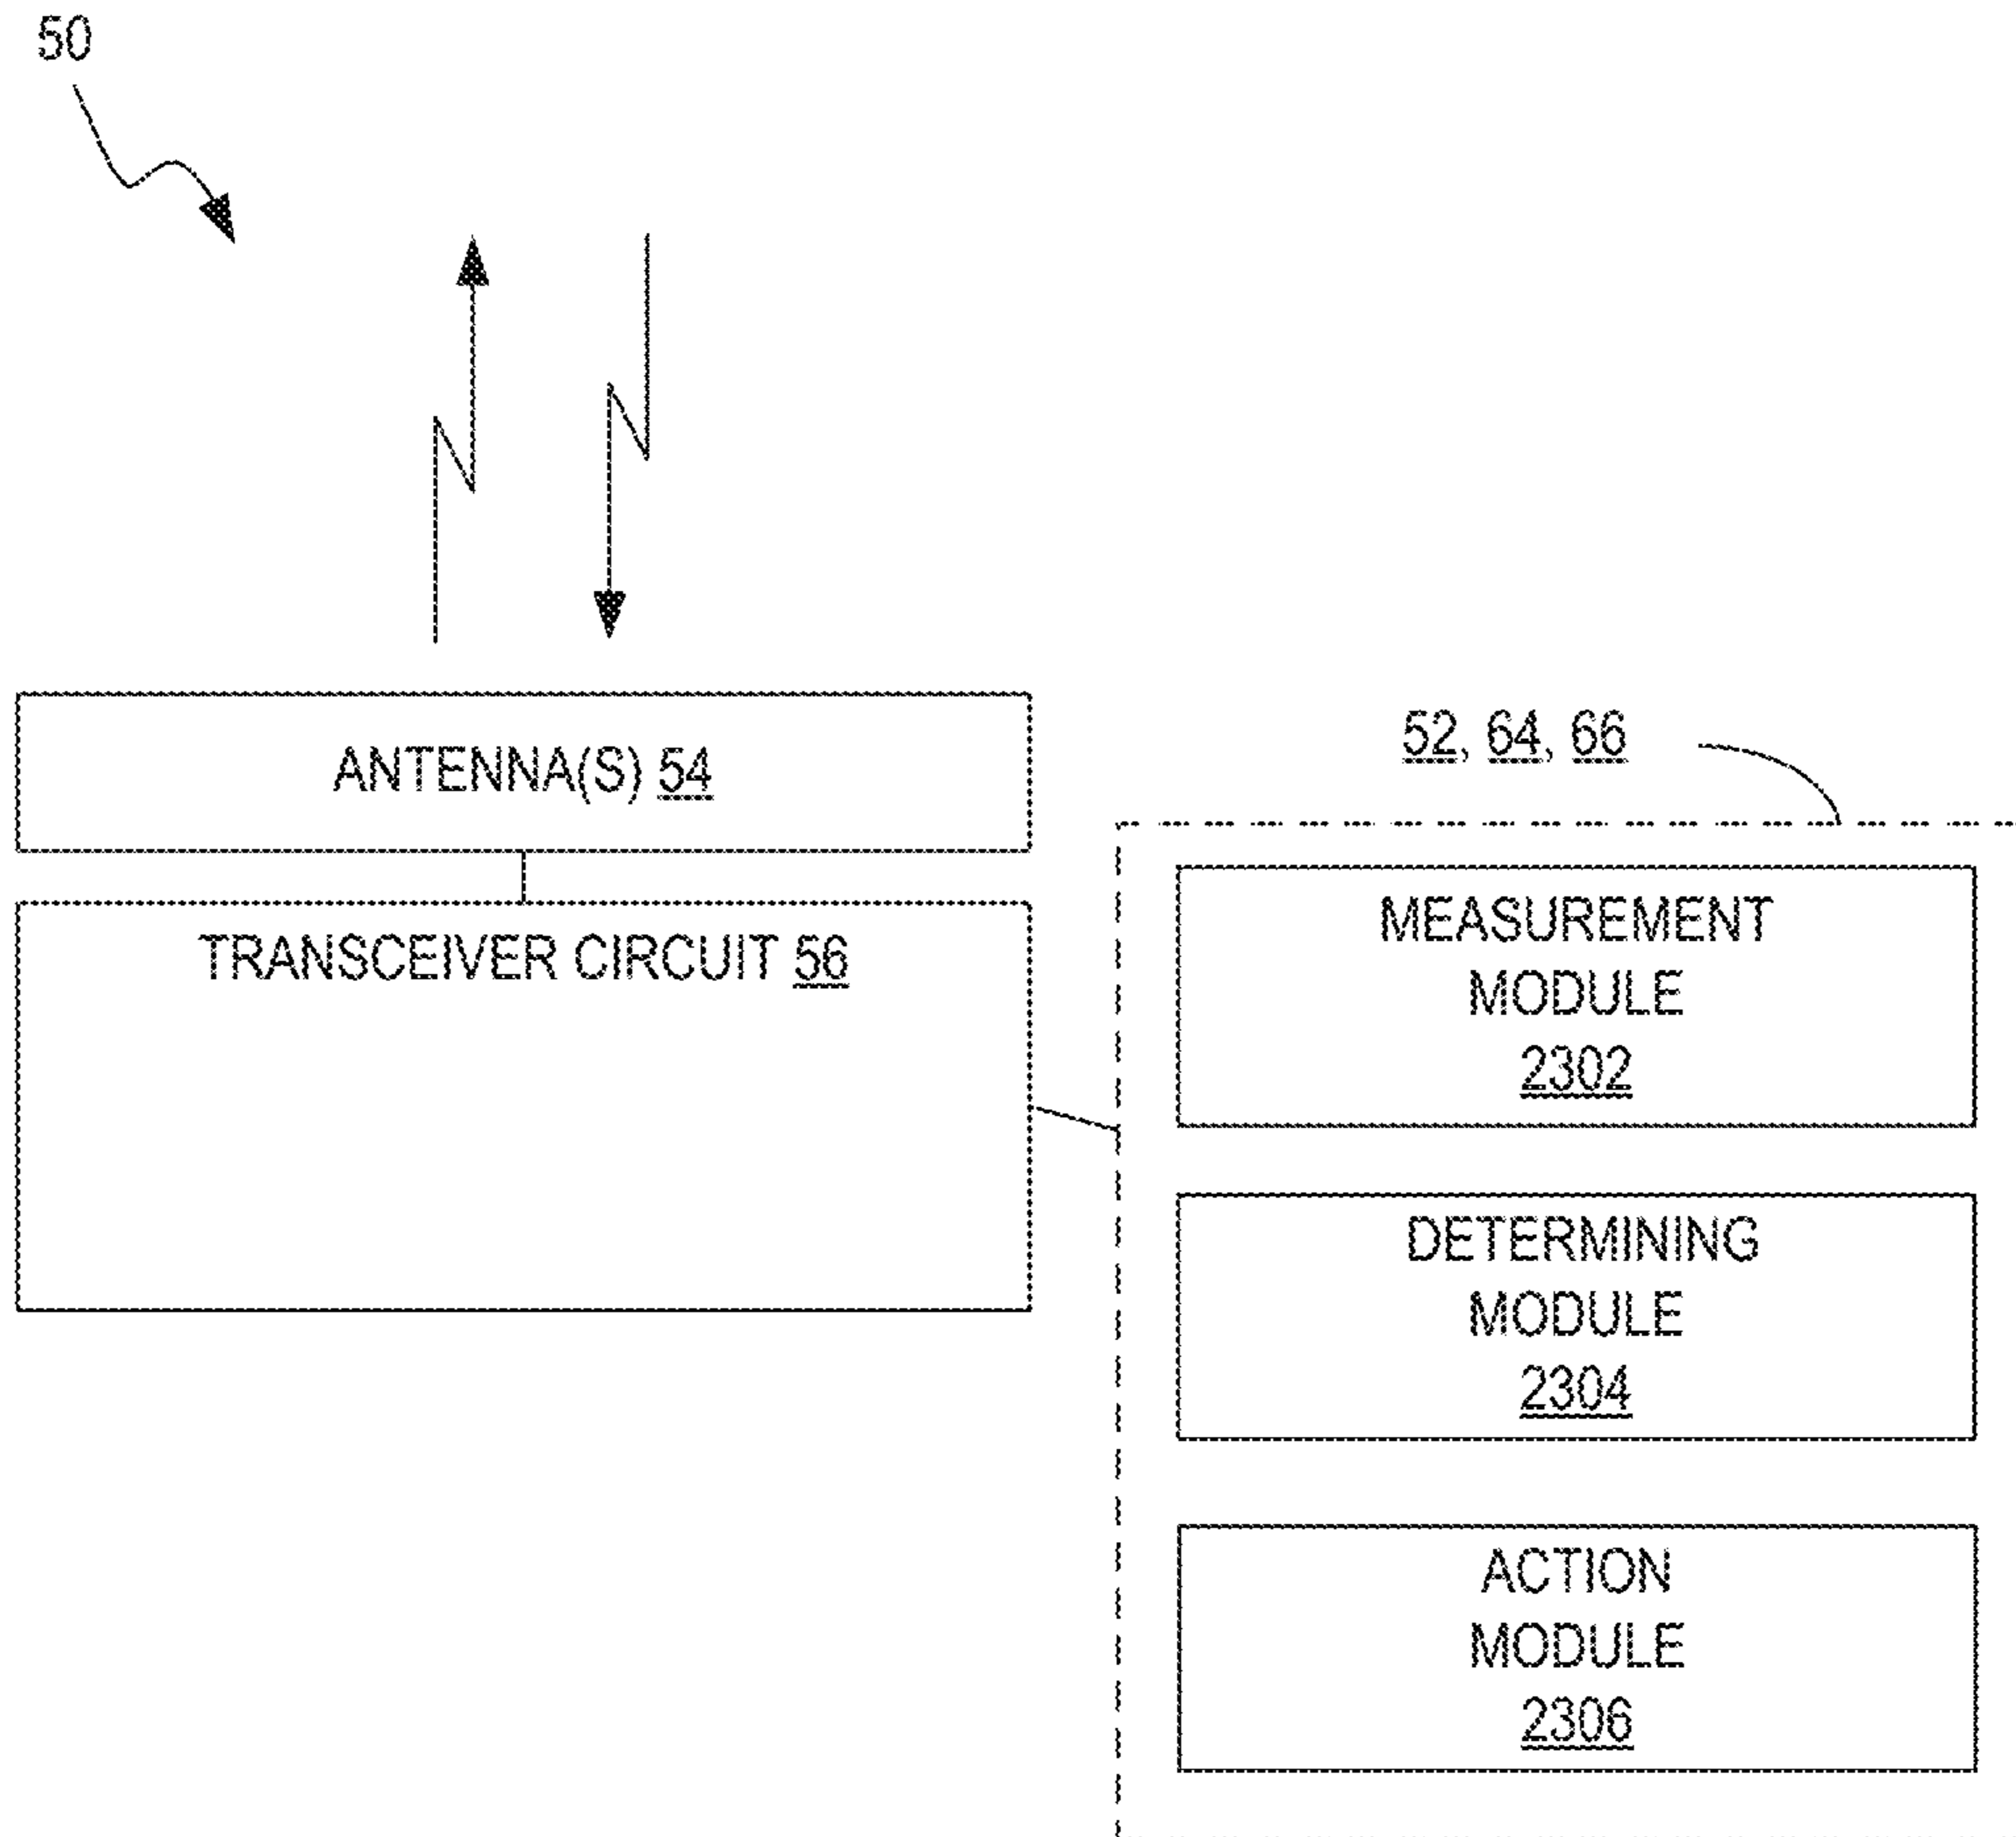 50
ANTENNA(S) 54
52, 64, 66
TRANSCEIVER CIRCUIT 56
MEASUREMENT
MODULE
2302
DETERMINING
MODULE
2304
ACTION
MODULE
2306